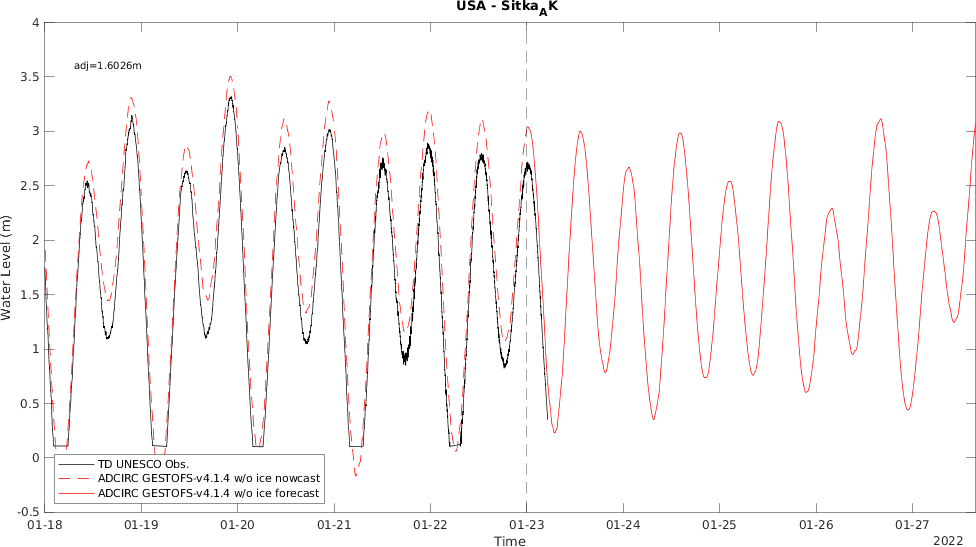 USA - Sitka_AK
4
3.5
3
2.5
2
1.5
1
0.5
0
-0.5
Water Level (m)
adj=1.6026m
TD UNESCO Obs.
ADCIRC GESTOFS-v4.1.4 w/o ice nowcast
ADCIRC GESTOFS-v4.1.4 w/o ice forecast
01-18 01-19 01-20 01-21 01-22 01-23 01-24 01-25 01-26 01-27
Time
2022